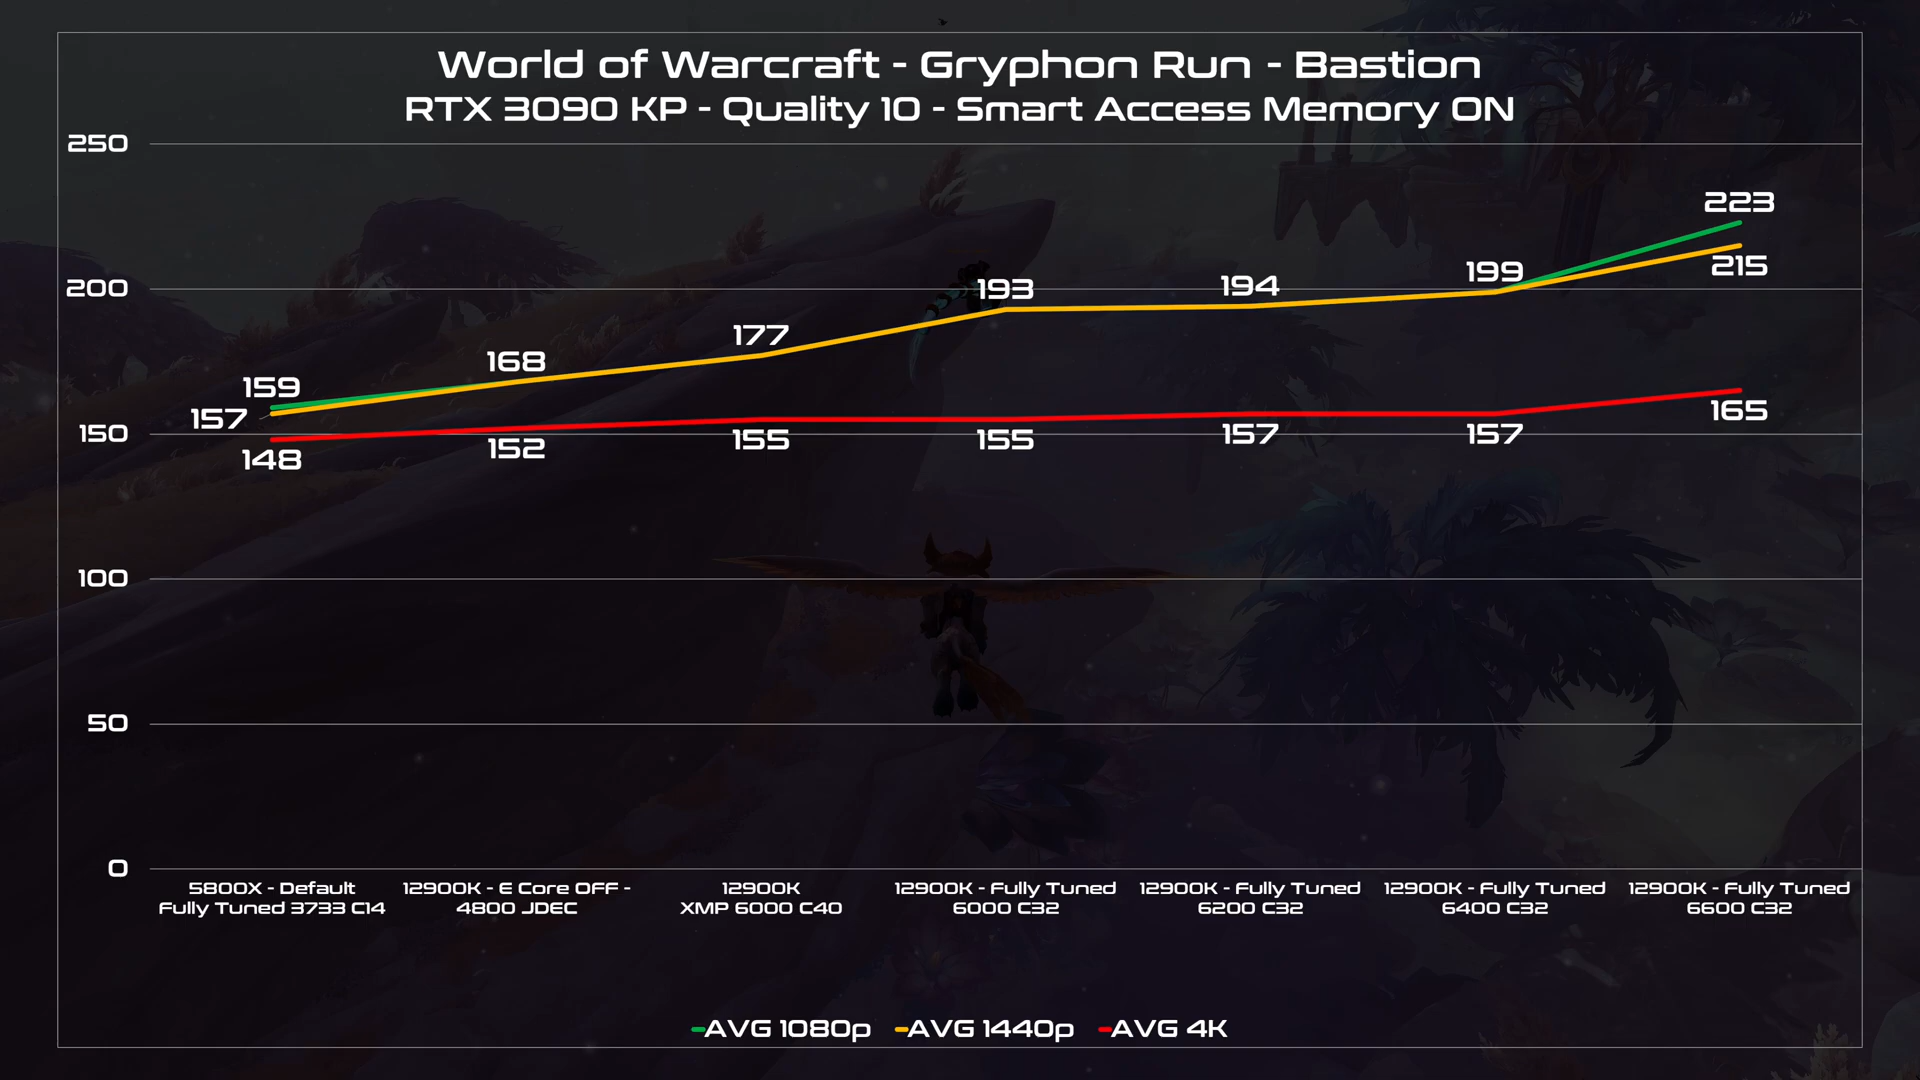 World of Warcraft - Gryphon Run - Bastion
RTX 3090 KP - Quality 10 - Smart Access Memory ON
250
200
150
100
50
0
159
157
148
168
152
177
155
193
155
194
157
199
157
223
215
165
5800X - Default
Fully Tuned 3733 C14
12900K - E Core OFF -
4800 JDEC
12900K
XMP 6000 C40
12900K - Fully Tuned
6000 C32
12900K - Fully Tuned
6200 C32
12900K - Fully Tuned
6400 C32
12900K - Fully Tuned
6600 C32
AVG 1080p
AVG 1440p
AVG 4K